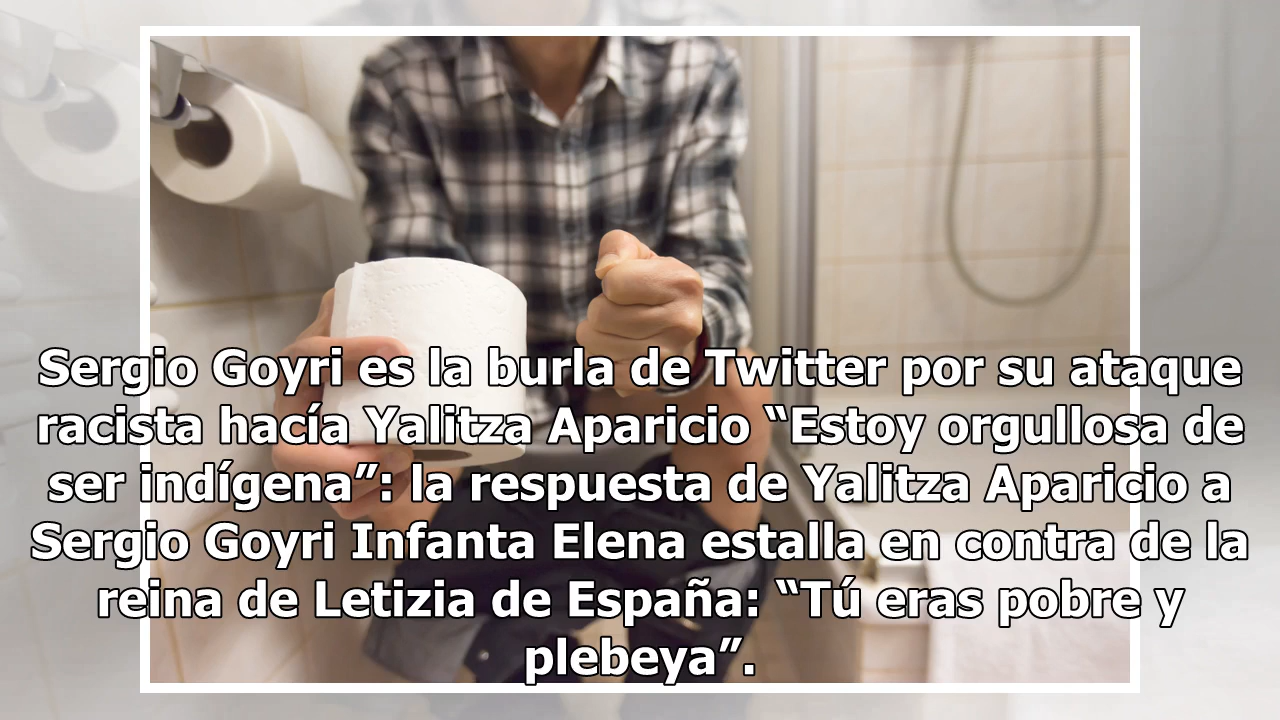 Sergio Goyri es la burla de Twitter por su ataque
racista hacía Yalitza Aparicio “Estoy orgullosa de
ser indígena”: la respuesta de Yalitza Aparicio a
Sergio Goyri Infanta Elena estalla en contra de la
reina de Letizia de España: “Tú eras pobre y
plebeya”.